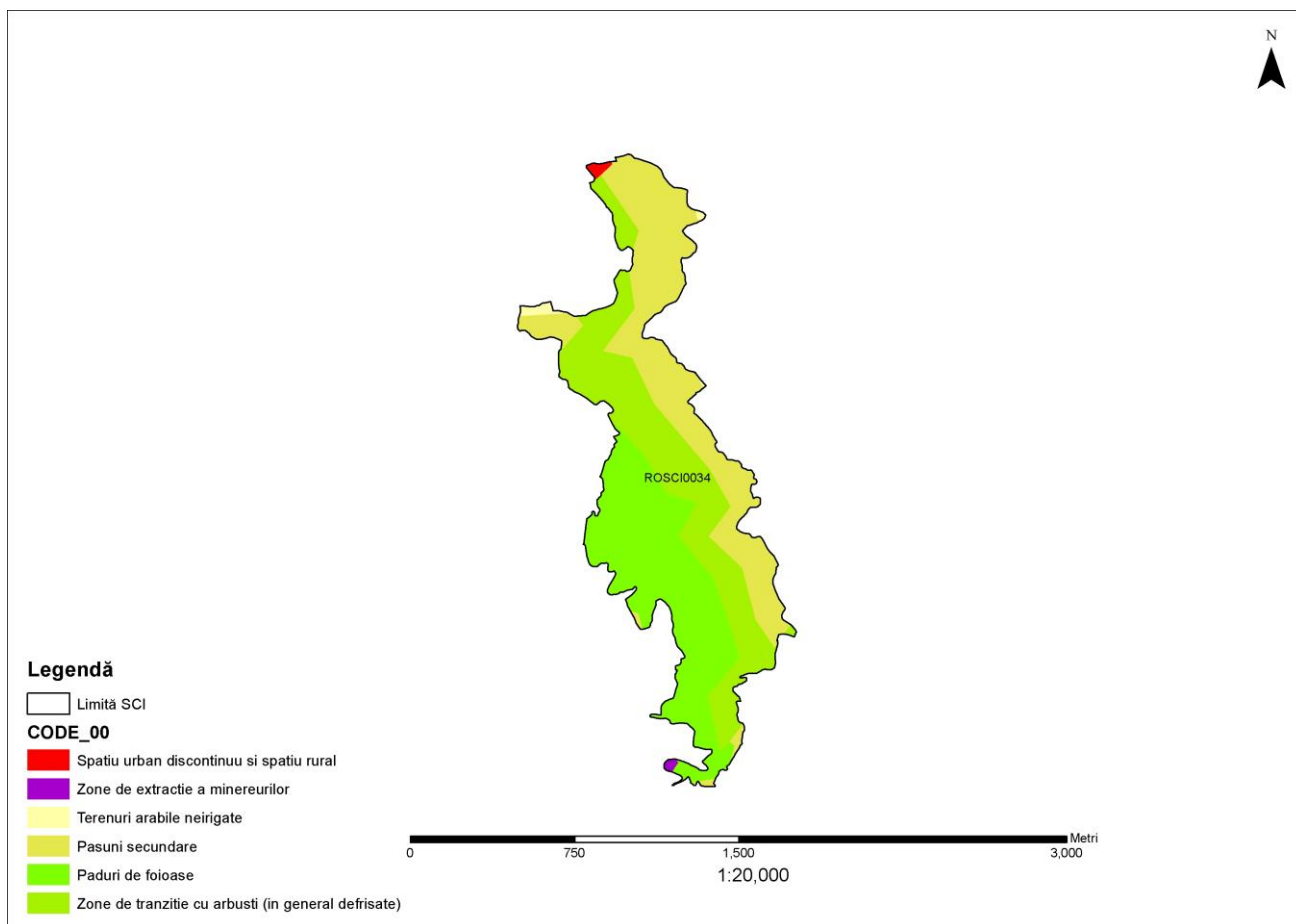 N
ROSCI0034
Legendă
Limită SCI
CODE_00
Spatiu urban discontinuu si spatiu rural
Zone de extractie a minereurilor
Terenuri arabile neirigate
Pasuni secundare
Paduri de foioase
Zone de tranzitie cu arbusti (in general defrisate)
Metri
0 750 1,500 3,000
1:20,000